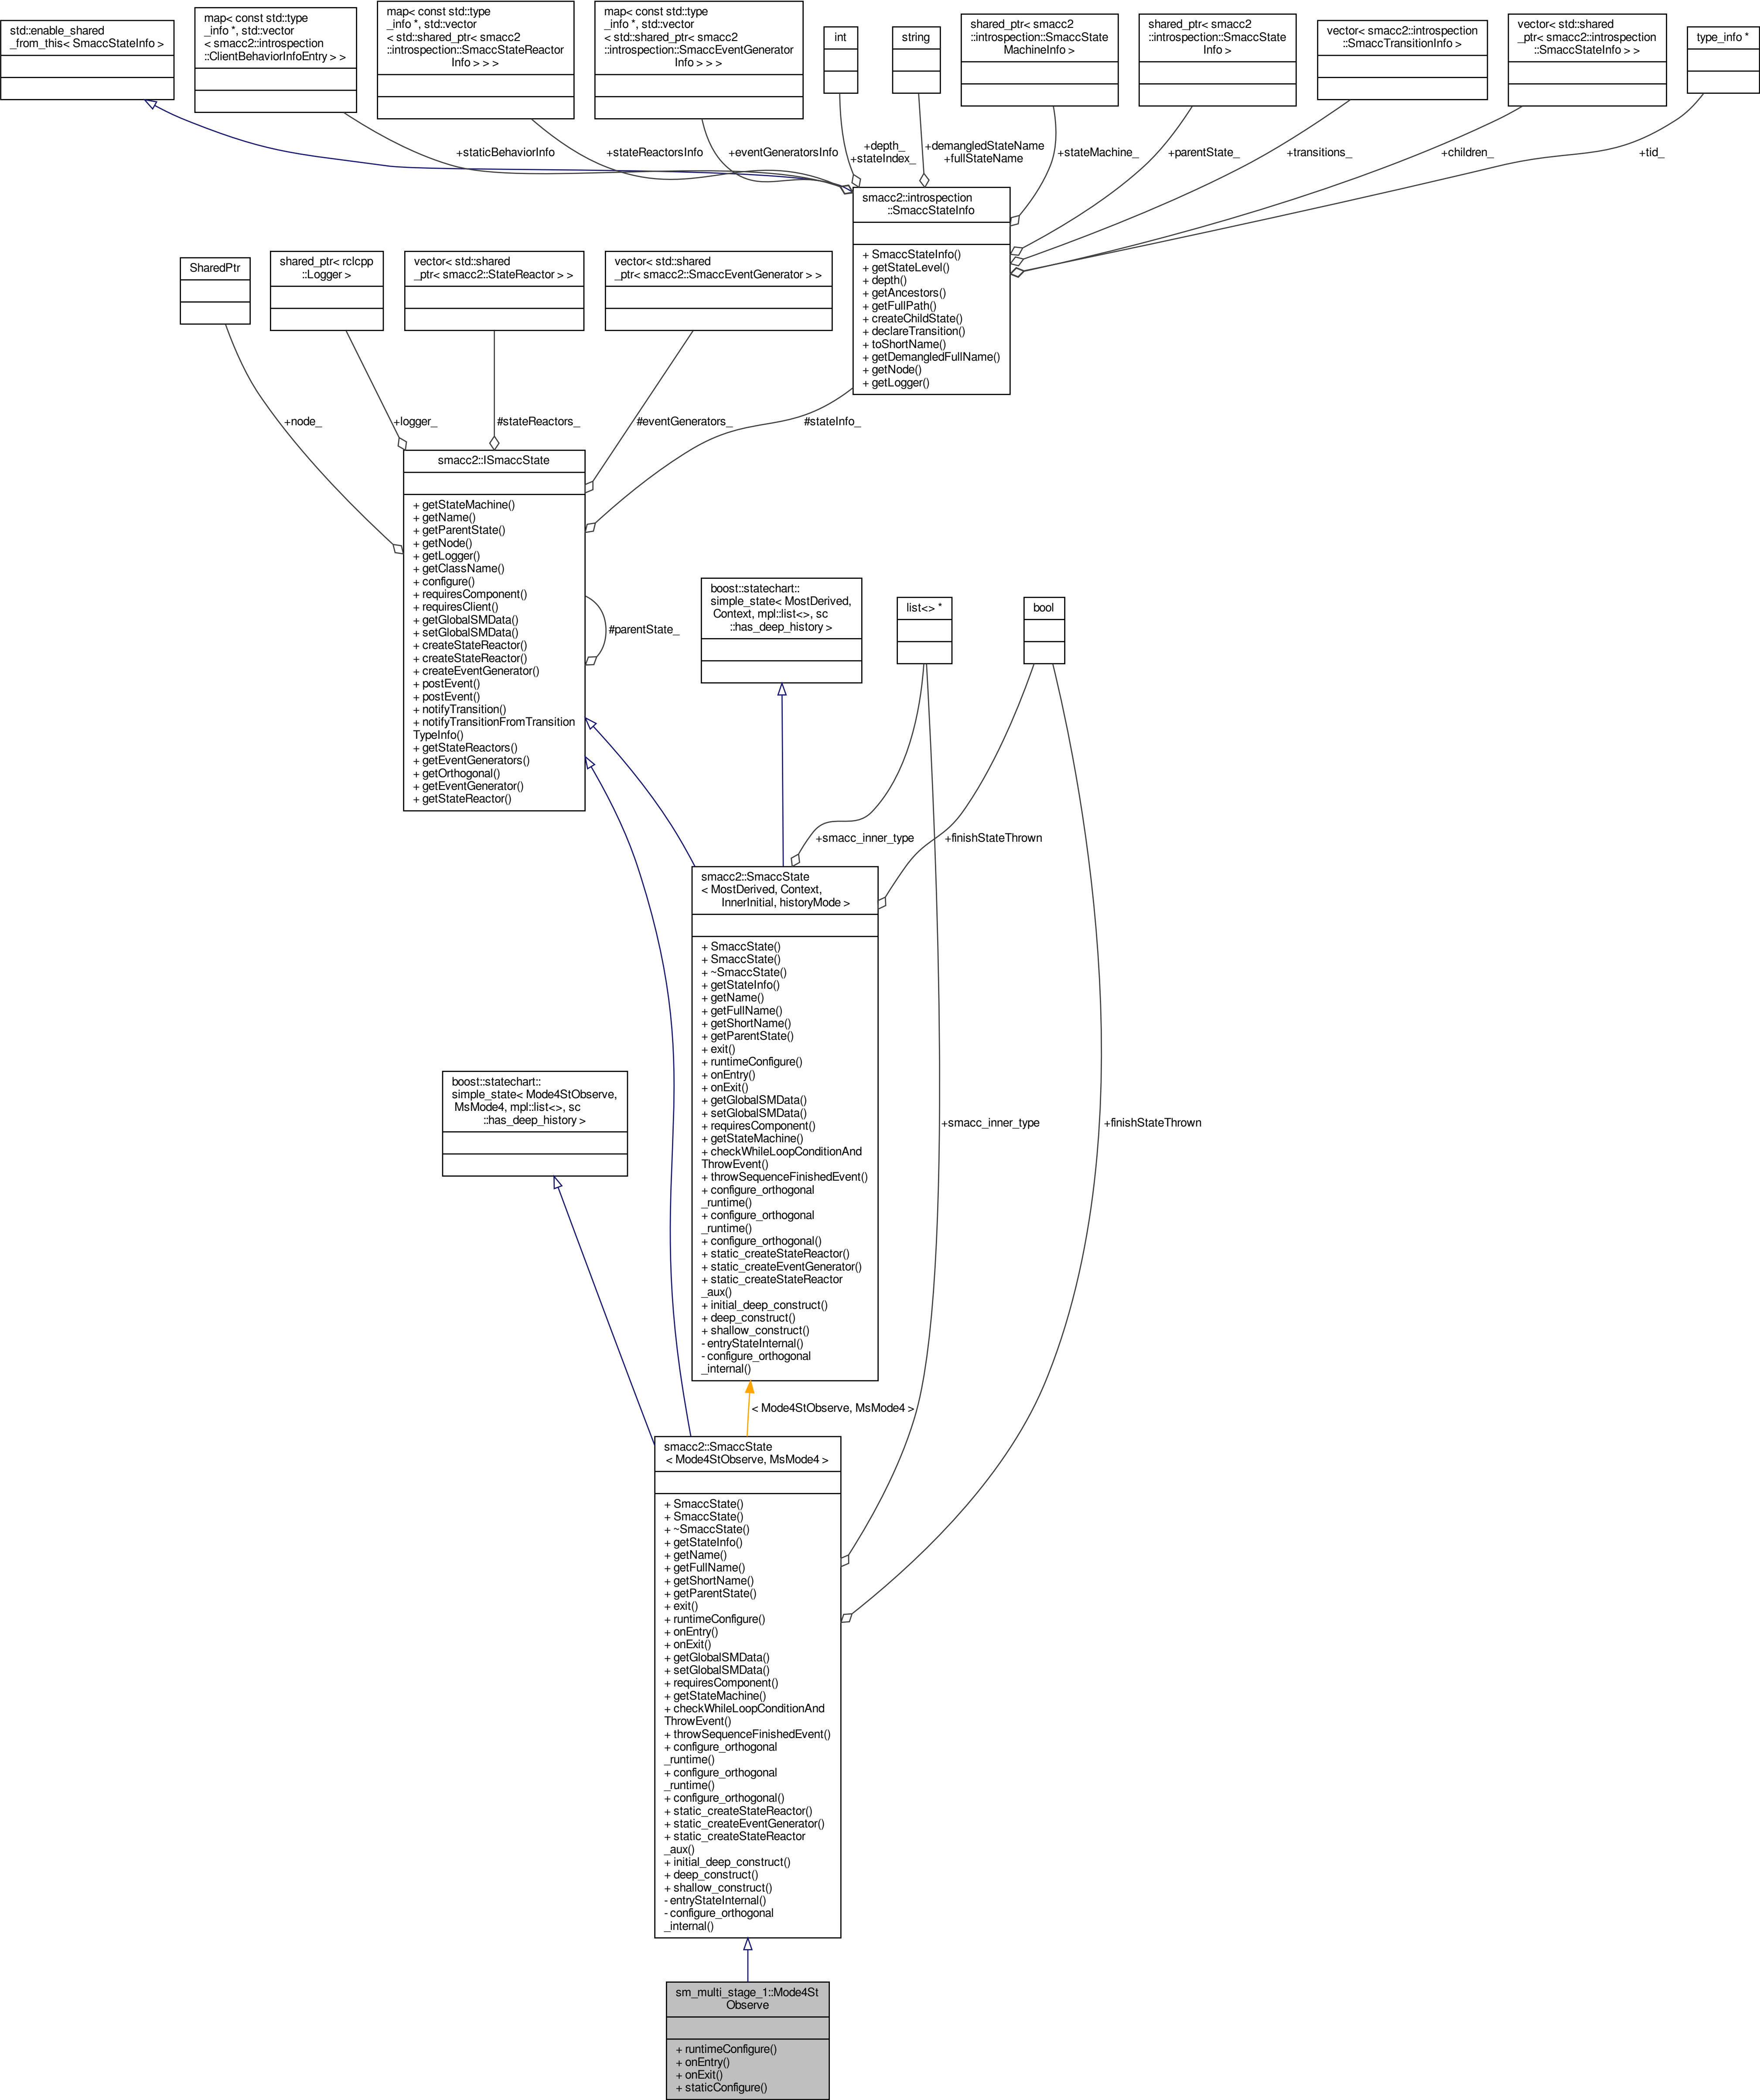 std::enable_shared
_from_this< SmaccStateInfo >
map< const std::type
_info *, std::vector
< smacc2::introspection
::ClientBehaviorInfoEntry > >
map< const std::type
_info *, std::vector
< std::shared_ptr< smacc2
::introspection::SmaccStateReactor
Info > > >
map< const std::type
_info *, std::vector
< std::shared_ptr< smacc2
::introspection::SmaccEventGenerator
Info > > >
int
string
shared_ptr< smacc2
::introspection::SmaccState
MachineInfo >
shared_ptr< smacc2
::introspection::SmaccState
Info >
vector< smacc2::introspection
::SmaccTransitionInfo >
vector< std::shared
_ptr< smacc2::introspection
::SmaccStateInfo > >
type_info *
+staticBehaviorInfo
+stateReactorsInfo
+eventGeneratorsInfo
+depth_
+stateIndex_
+demangledStateName
+fullStateName
+stateMachine_
+parentState_
+transitions_
+children_
+tid_
smacc2::introspection
::SmaccStateInfo
+ SmaccStateInfo()
+ getStateLevel()
+ depth()
+ getAncestors()
+ getFullPath()
+ createChildState()
+ declareTransition()
+ toShortName()
+ getDemangledFullName()
+ getNode()
+ getLogger()
SharedPtr
shared_ptr< rclcpp
::Logger >
vector< std::shared
_ptr< smacc2::StateReactor > >
vector< std::shared
_ptr< smacc2::SmaccEventGenerator > >
+node_
+logger_
#stateReactors_
#eventGenerators_
#stateInfo_
smacc2::ISmaccState
+ getStateMachine()
+ getName()
+ getParentState()
+ getNode()
+ getLogger()
+ getClassName()
+ configure()
+ requiresComponent()
+ requiresClient()
+ getGlobalSMData()
+ setGlobalSMData()
+ createStateReactor()
+ createStateReactor()
+ createEventGenerator()
+ postEvent()
+ postEvent()
+ notifyTransition()
+ notifyTransitionFromTransition
TypeInfo()
+ getStateReactors()
+ getEventGenerators()
+ getOrthogonal()
+ getEventGenerator()
+ getStateReactor()
#parentState_
boost::statechart::
simple_state< MostDerived,
Context, mpl::list<>, sc
::has_deep_history >
list<> *
bool
+smacc_inner_type
+finishStateThrown
smacc2::SmaccState
< MostDerived, Context,
InnerInitial, historyMode >
+ SmaccState()
+ SmaccState()
+ ~SmaccState()
+ getStateInfo()
+ getName()
+ getFullName()
+ getShortName()
+ getParentState()
+ exit()
+ runtimeConfigure()
+ onEntry()
+ onExit()
+ getGlobalSMData()
+ setGlobalSMData()
+ requiresComponent()
+ getStateMachine()
+ checkWhileLoopConditionAnd
ThrowEvent()
+ throwSequenceFinishedEvent()
+ configure_orthogonal
_runtime()
+ configure_orthogonal
_runtime()
+ configure_orthogonal()
+ static_createStateReactor()
+ static_createEventGenerator()
+ static_createStateReactor
_aux()
+ initial_deep_construct()
+ deep_construct()
+ shallow_construct()
- entryStateInternal()
- configure_orthogonal
_internal()
boost::statechart::
simple_state< Mode4StObserve,
MsMode4, mpl::list<>, sc
::has_deep_history >
+smacc_inner_type
+finishStateThrown
< Mode4StObserve, MsMode4 >
smacc2::SmaccState
< Mode4StObserve, MsMode4 >
+ SmaccState()
+ SmaccState()
+ ~SmaccState()
+ getStateInfo()
+ getName()
+ getFullName()
+ getShortName()
+ getParentState()
+ exit()
+ runtimeConfigure()
+ onEntry()
+ onExit()
+ getGlobalSMData()
+ setGlobalSMData()
+ requiresComponent()
+ getStateMachine()
+ checkWhileLoopConditionAnd
ThrowEvent()
+ throwSequenceFinishedEvent()
+ configure_orthogonal
_runtime()
+ configure_orthogonal
_runtime()
+ configure_orthogonal()
+ static_createStateReactor()
+ static_createEventGenerator()
+ static_createStateReactor
_aux()
+ initial_deep_construct()
+ deep_construct()
+ shallow_construct()
- entryStateInternal()
- configure_orthogonal
_internal()
sm_multi_stage_1::Mode4St
Observe
+ runtimeConfigure()
+ onEntry()
+ onExit()
+ staticConfigure()